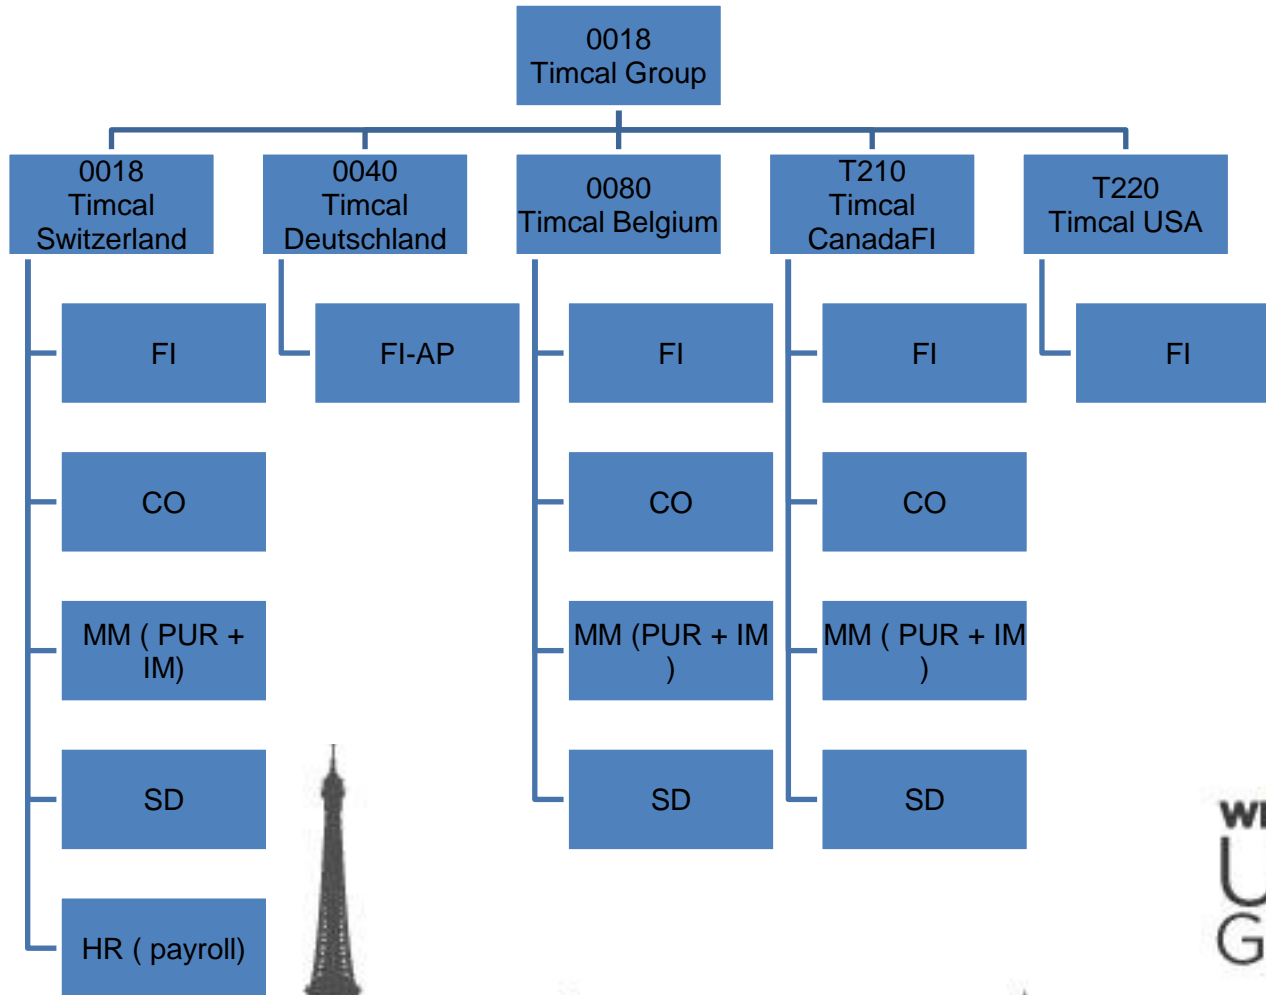 0018
Timcal Group
0018
Timcal
Switzerland
0040
Timcal
Deutschland
0080
Timcal Belgium
T210
Timcal
CanadaFI
T220
Timcal USA
FI
FI-AP
FI
FI
FI
CO
CO
CO
MM ( PUR +
IM)
MM (PUR + IM
)
MM ( PUR + IM
)
SD
SD
SD
HR ( payroll)